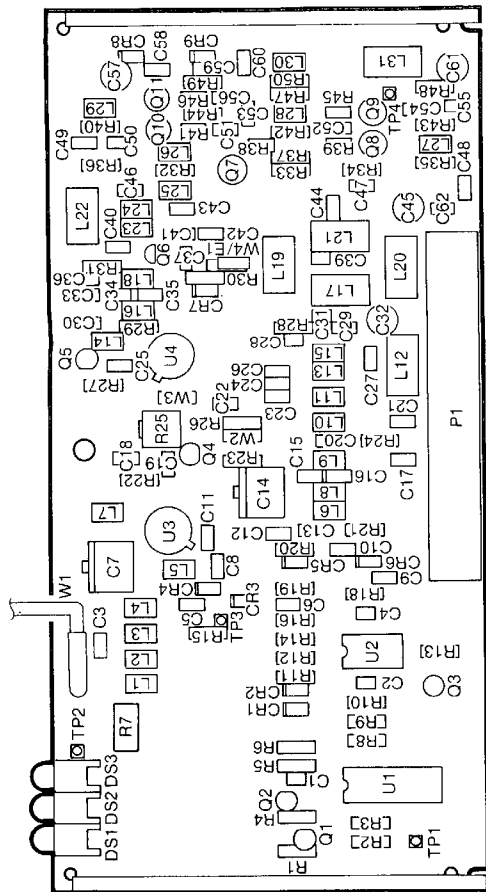 CR8
C58
CR9
C57
C59
C60
L30
L31
C61
[R49]
[R50]
R47
R48
C54
C55
L29
[R40]
Q11
R46
C56
R44
C53
L28
[R42]
R45
Q9
TP4
R43
C49
C50
Q10
R41
C51
R38
C52
R39
Q8
L27
[R35]
C48
[R36]
L26
[R32]
Q7
R37
R33
[R34]
C46
L25
C47
L22
L24
L23
C43
C44
C45
C62
C40
C41
C42
W4/E1
L21
Q6
C37
L19
C39
L20
C36
C33
R31
C34
L18
C35
R30
CR7
L17
L16
C30
[R29]
R28
C31
C29
C32
L14
Q5
C25
U4
C28
L15
L13
L12
[R27]
C26
C24
C27
[W3]
C22
C23
L11
C21
R25
R26
W2
L10
P1
C18
[R22]
C19
Q4
[R23]
C15
C20
[R24]
L9
C16
C17
C14
L8
L6
L7
U3
C11
C12
C13
[R21]
W1
C7
L5
C8
[R20]
CR5
C10
CR6
C9
CR4
[R19]
[R18]
C3
L4
C5
CR3
C6
C4
L3
[R15]
TP3
[R16]
[R14]
U2
[R13]
L2
[R12]
L1
[R11]
C2
Q3
CR2
[R10]
TP2
R7
CR1
[R9]
[R8]
DS3
R6
R5
C1
U1
DS2
Q2
R4
DS1
Q1
[R3]
[R2]
TP1
R1